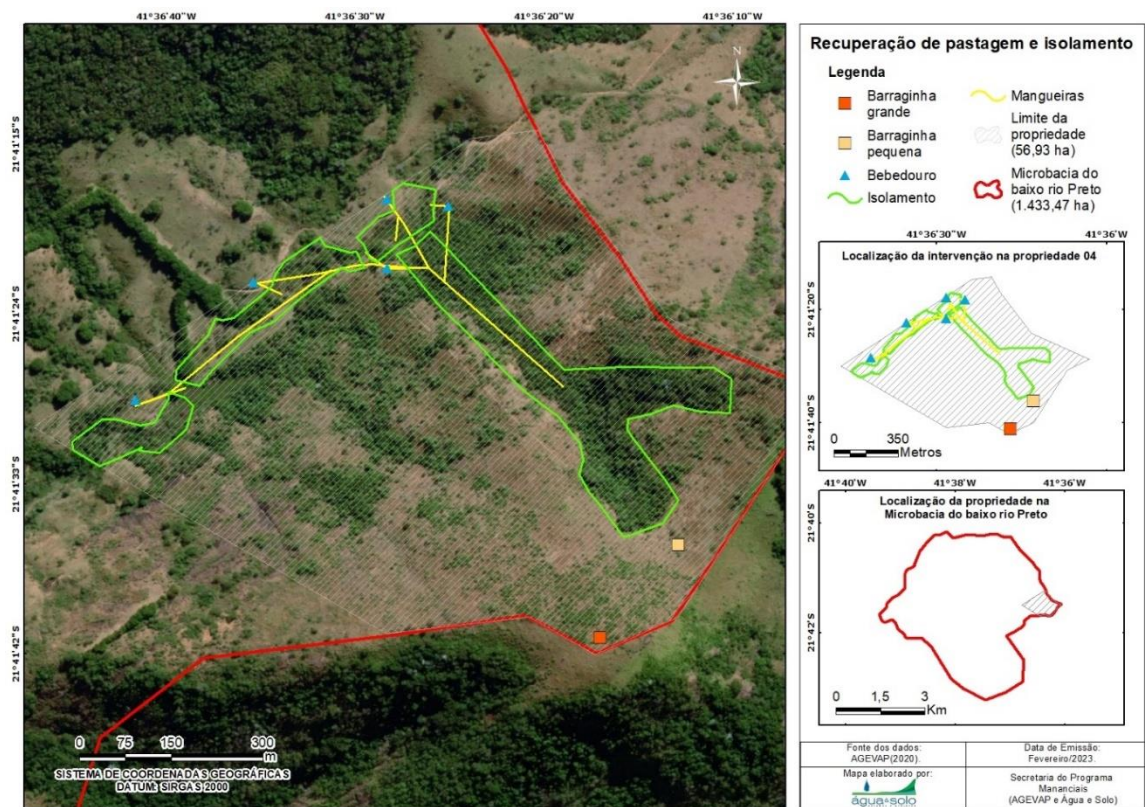 41°36'40"W
41°36'30"W
41°36'20"W
41°36'10"W
21°41'15"S
21°41'24"S
21°41'33"S
21°41'42"S
N
0 75 150 300
m
SISTEMA DE COORDENADAS GEOGRÁFICAS
DATUM: SIRGAS 2000
Recuperação de pastagem e isolamento
Legenda
Barraginha
grande
Barraginha
pequena
Bebedouro
Isolamento
Mangueiras
Limite da
propriedade
(56,93 ha)
Microbacia do
baixo rio Preto
(1.433,47 ha)
41°36'30"W
41°36'W
Localização da intervenção na propriedade 04
21°41'20"S
21°41'40"S
0 350
Metros
41°40'W
41°38'W
41°36'W
Localização da propriedade na
Microbacia do baixo rio Preto
21°40'S
21°42'S
0 1,5 3
Km
Fonte dos dados:
AGEVAP(2020).
Data de Emissão:
Fevereiro/2023.
Mapa elaborado por:
água&solo
Secretaria do Programa
Mananciais
(AGEVAP e Água e Solo)